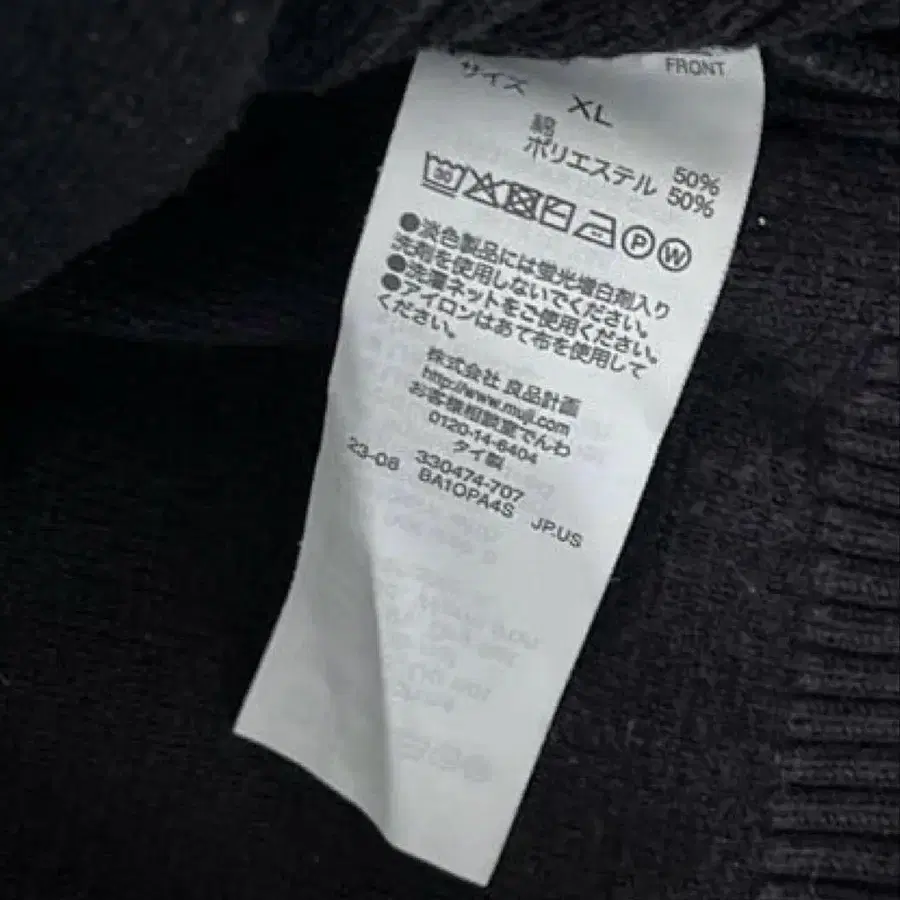 FRONT
サイズ XL
綿 50%
ポリエステル 50%
30
P W
●淡色製品には蛍光増白剤入り
洗剤を使用しないでください。
●洗濯ネットをご使用ください。
●アイロンはあて布を使用して
ください。
株式会社 良品計画
http://www.muji.com
お客様相談室でんわ
0120-14-6404
タイ製
23-08 330474-707
BA1OPA4S JP.US